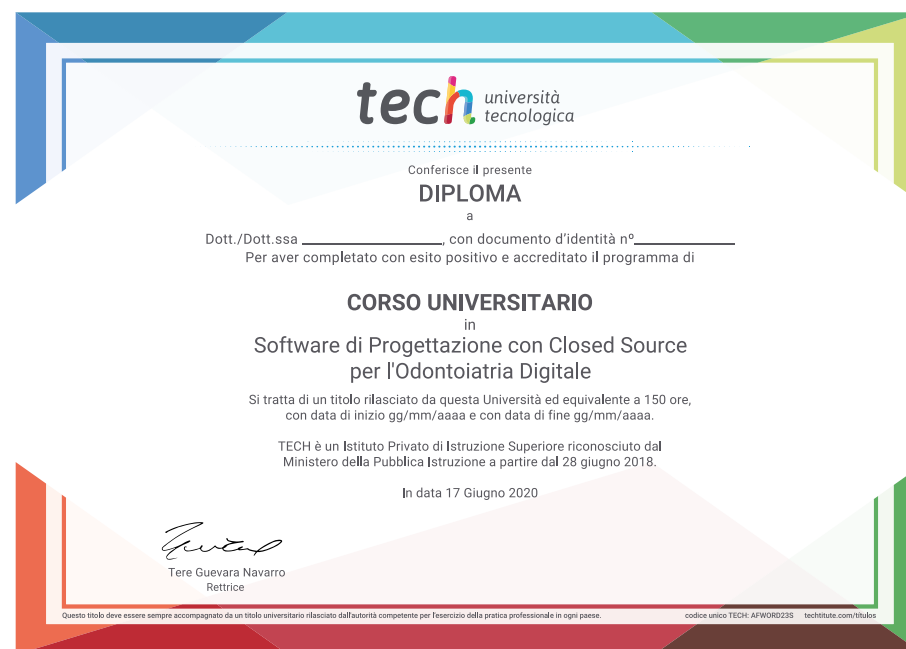 tech università
tecnologica
Conferisce il presente
DIPLOMA
a
Dott./Dott.ssa ____________________, con documento d'identità nº______________
Per aver completato con esito positivo e accreditato il programma di
CORSO UNIVERSITARIO
in
Software di Progettazione con Closed Source
per l'Odontoiatria Digitale
Si tratta di un titolo rilasciato da questa Università ed equivalente a 150 ore,
con data di inizio gg/mm/aaaa e con data di fine gg/mm/aaaa.
TECH è un Istituto Privato di Istruzione Superiore riconosciuto dal
Ministero della Pubblica Istruzione a partire dal 28 giugno 2018.
In data 17 Giugno 2020
Tere Guevara Navarro
Rettrice
Questo titolo deve essere sempre accompagnato da un titolo universitario rilasciato dall'autorità competente per l'esercizio della pratica professionale in ogni paese. codice unico TECH: AFWORD23S techtitute.com/titulos